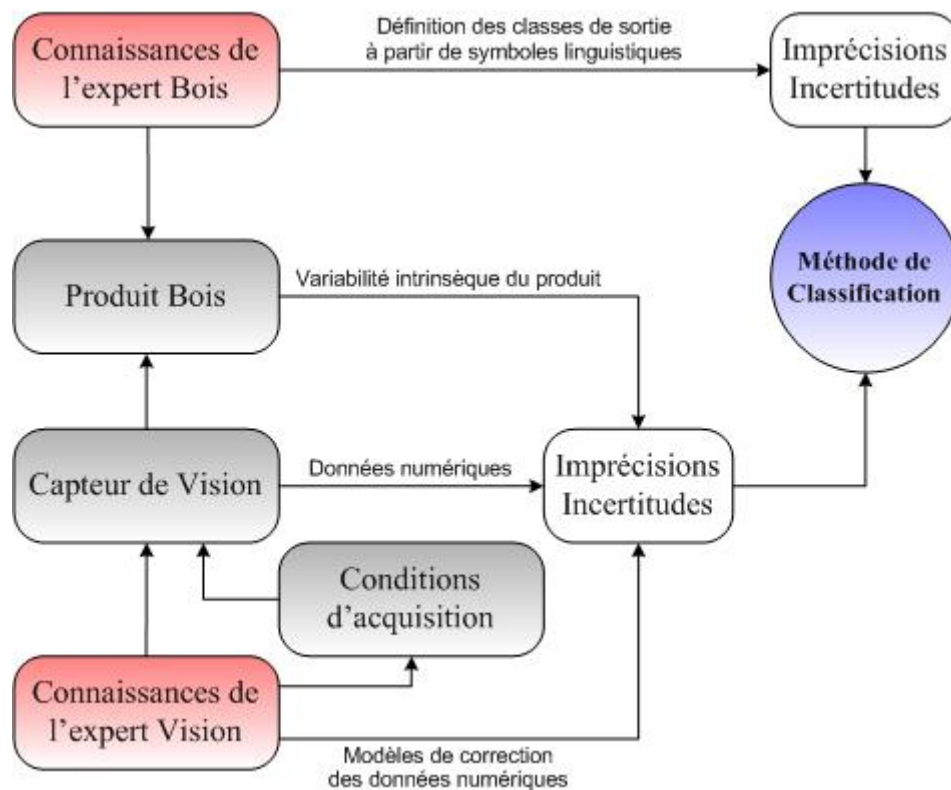 Connaissances de
l'expert Bois
Définition des classes de sortie
à partir de symboles linguistiques
Imprécisions
Incertitudes
Méthode de
Classification
Produit Bois
Variabilité intrinsèque du produit
Capteur de Vision
Données numériques
Imprécisions
Incertitudes
Conditions
d'acquisition
Connaissances de
l'expert Vision
Modèles de correction
des données numériques